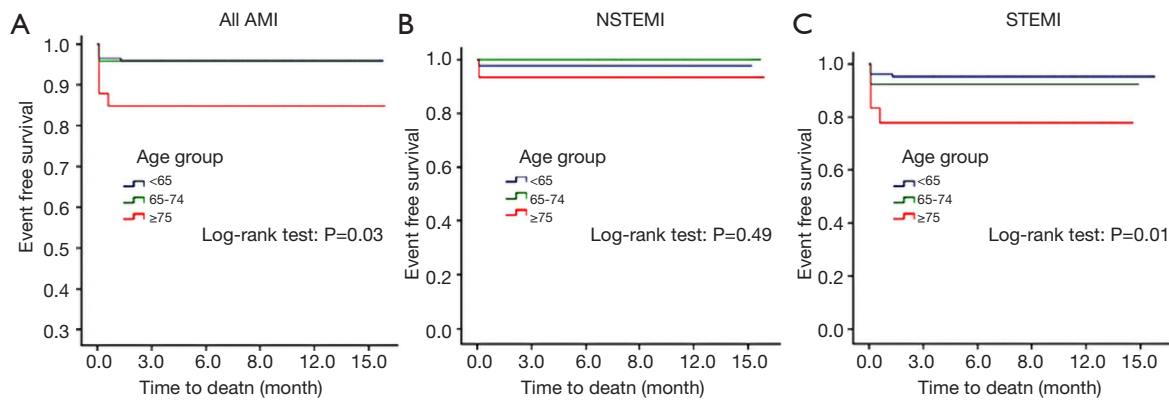 A
All AMI
1.0
0.9
0.8
0.7
0.6
0.5
0.4
0.3
Event free survival
Age group
<65
65-74
≥75
Log-rank test: P=0.03
0.0 3.0 6.0 9.0 12.0 15.0
Time to deatn (month)
B
NSTEMI
1.0
0.8
0.6
0.4
0.2
0.0
Event free survival
Age group
<65
65-74
≥75
Log-rank test: P=0.49
0.0 3.0 6.0 9.0 12.0 15.0
Time to deatn (month)
C
STEMI
1.0
0.8
0.6
0.4
0.2
0.0
Event free survival
Age group
<65
65-74
≥75
Log-rank test: P=0.01
0.0 3.0 6.0 9.0 12.0 15.0
Time to deatn (month)